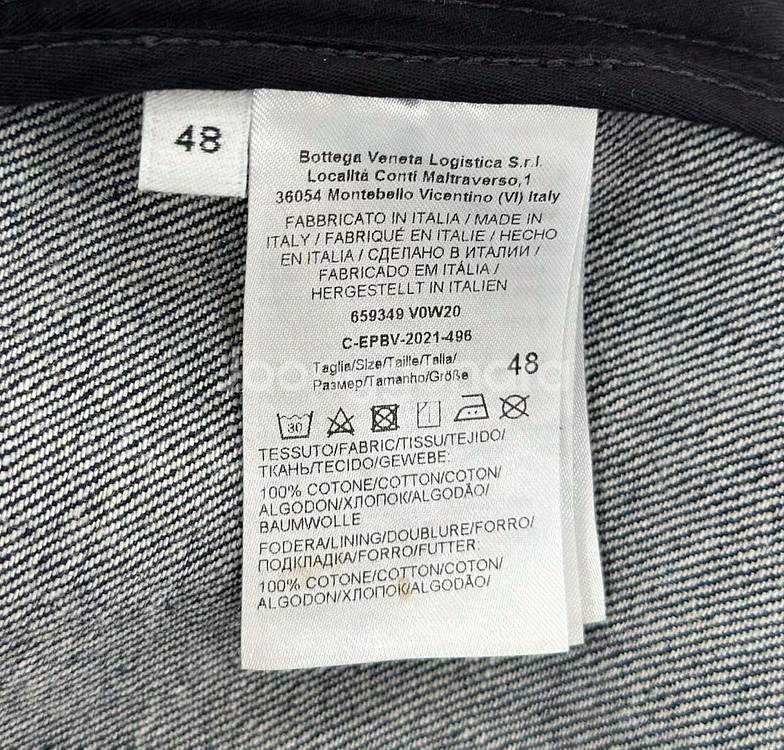 48
Bottega Veneta Logistica S.r.l.
Località Conti Maltraverso,1
36054 Montebello Vicentino (VI) Italy
FABBRICATO IN ITALIA / MADE IN
ITALY / FABRIQUÉ EN ITALIE / HECHO
EN ITALIA / СДЕЛАНО В ИТАЛИИ /
FABRICADO EM ITÁLIA /
HERGESTELLT IN ITALIEN
659349 V0W20
C-EPBV-2021-496
Taglia/Size/Taille/Talla/
Размер/Tamanho/Größe 48
30
TESSUTO/FABRIC/TISSU/TEJIDO/
ТКАНЬ/TECIDO/GEWEBE:
100% COTONE/COTTON/COTON/
ALGODON/ХЛОПОК/ALGODÃO/
BAUMWOLLE
FODERA/LINING/DOUBLURE/FORRO/
ПОДКЛАДКА/FORRO/FUTTER:
100% COTONE/COTTON/COTON/
ALGODON/ХЛОПОК/ALGODÃO/